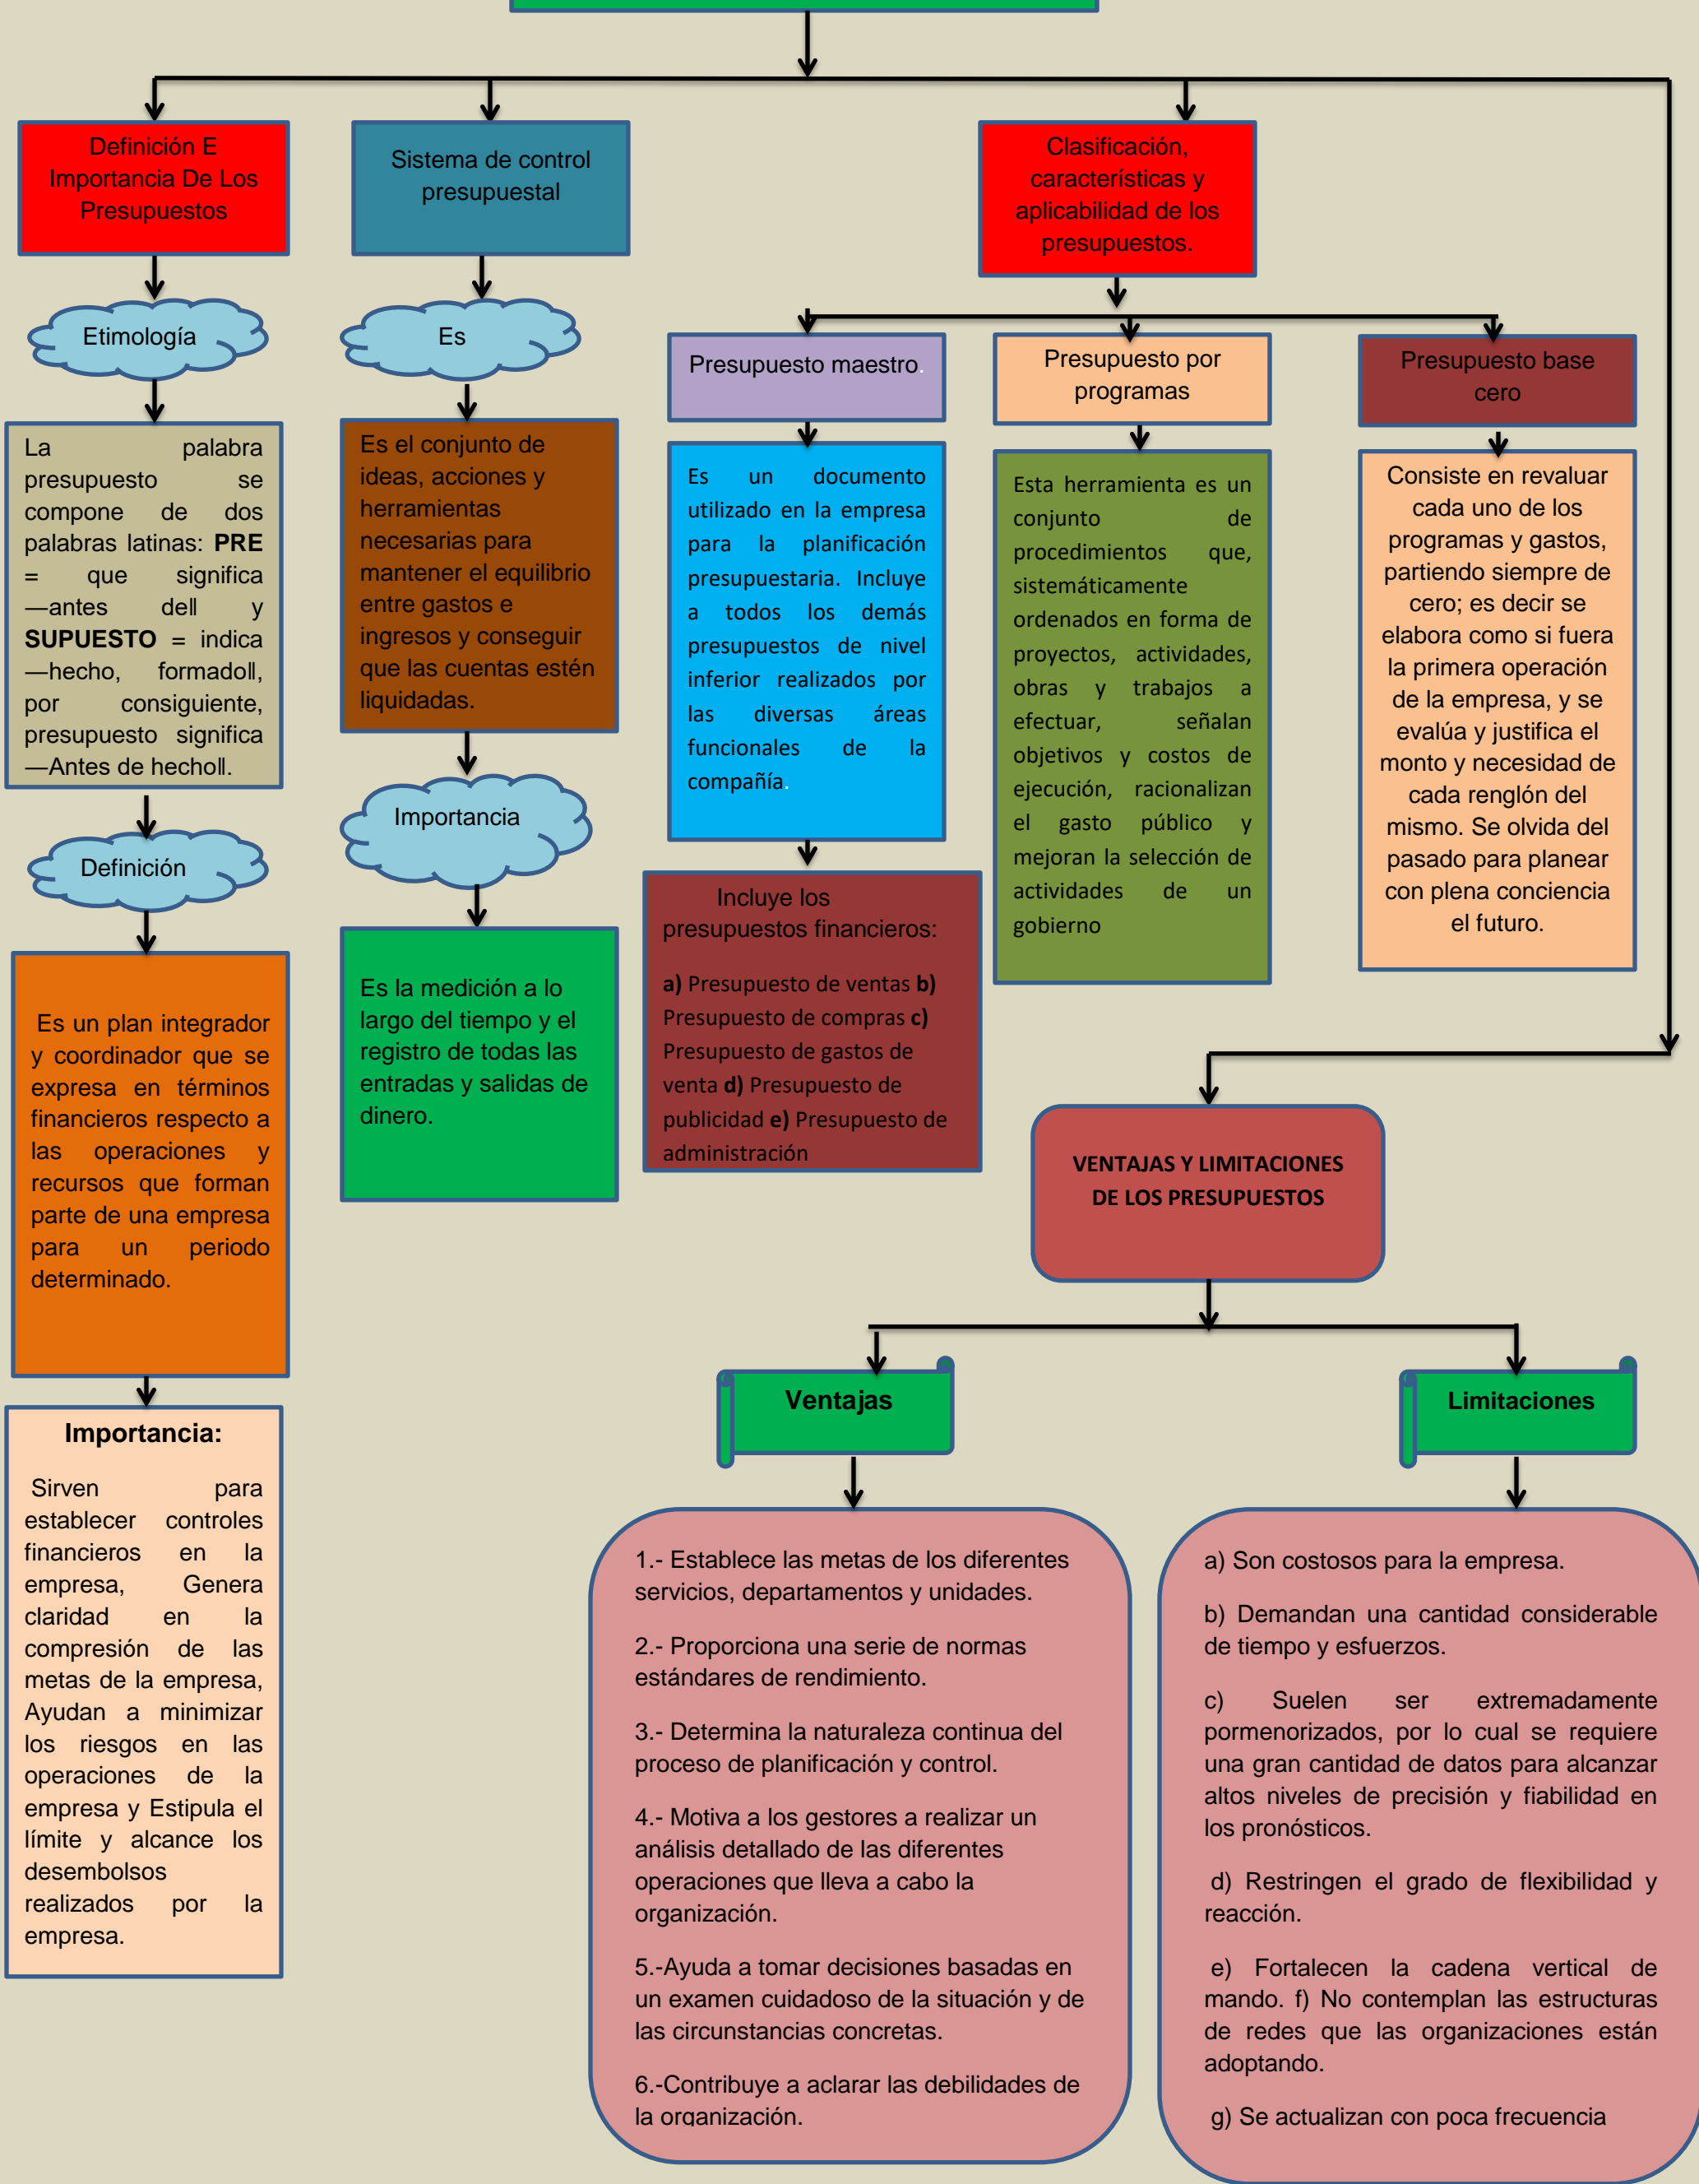 Definición E
Importancia De Los
Presupuestos
Etimología
La palabra
presupuesto se
compone de dos
palabras latinas: PRE
= que significa
―antes de‖ y
SUPUESTO = indica
―hecho, formado‖,
por consiguiente,
presupuesto significa
―Antes de hecho‖.
Definición
Es un plan integrador
y coordinador que se
expresa en términos
financieros respecto a
las operaciones y
recursos que forman
parte de una empresa
para un periodo
determinado.
Importancia:
Sirven para
establecer controles
financieros en la
empresa, Genera
claridad en la
compresión de las
metas de la empresa,
Ayudan a minimizar
los riesgos en las
operaciones de la
empresa y Estipula el
límite y alcance los
desembolsos
realizados por la
empresa.
Sistema de control
presupuestal
Es
Es el conjunto de
ideas, acciones y
herramientas
necesarias para
mantener el equilibrio
entre gastos e
ingresos y conseguir
que las cuentas estén
liquidadas.
Importancia
Es la medición a lo
largo del tiempo y el
registro de todas las
entradas y salidas de
dinero.
Clasificación,
características y
aplicabilidad de los
presupuestos.
Presupuesto maestro.
Es un documento
utilizado en la empresa
para la planificación
presupuestaria. Incluye
a todos los demás
presupuestos de nivel
inferior realizados por
las diversas áreas
funcionales de la
compañía.
Incluye los
presupuestos financieros:
a) Presupuesto de ventas b)
Presupuesto de compras c)
Presupuesto de gastos de
venta d) Presupuesto de
publicidad e) Presupuesto de
administración
Presupuesto por
programas
Esta herramienta es un
conjunto de
procedimientos que,
sistemáticamente
ordenados en forma de
proyectos, actividades,
obras y trabajos a
efectuar, señalan
objetivos y costos de
ejecución, racionalizan
el gasto público y
mejoran la selección de
actividades de un
gobierno
Presupuesto base
cero
Consiste en revaluar
cada uno de los
programas y gastos,
partiendo siempre de
cero; es decir se
elabora como si fuera
la primera operación
de la empresa, y se
evalúa y justifica el
monto y necesidad de
cada renglón del
mismo. Se olvida del
pasado para planear
con plena conciencia
el futuro.
VENTAJAS Y LIMITACIONES
DE LOS PRESUPUESTOS
Ventajas
1.- Establece las metas de los diferentes
servicios, departamentos y unidades.
2.- Proporciona una serie de normas
estándares de rendimiento.
3.- Determina la naturaleza continua del
proceso de planificación y control.
4.- Motiva a los gestores a realizar un
análisis detallado de las diferentes
operaciones que lleva a cabo la
organización.
5.-Ayuda a tomar decisiones basadas en
un examen cuidadoso de la situación y de
las circunstancias concretas.
6.-Contribuye a aclarar las debilidades de
la organización.
Limitaciones
a) Son costosos para la empresa.
b) Demandan una cantidad considerable
de tiempo y esfuerzos.
c) Suelen ser extremadamente
pormenorizados, por lo cual se requiere
una gran cantidad de datos para alcanzar
altos niveles de precisión y fiabilidad en
los pronósticos.
d) Restringen el grado de flexibilidad y
reacción.
e) Fortalecen la cadena vertical de
mando. f) No contemplan las estructuras
de redes que las organizaciones están
adoptando.
g) Se actualizan con poca frecuencia